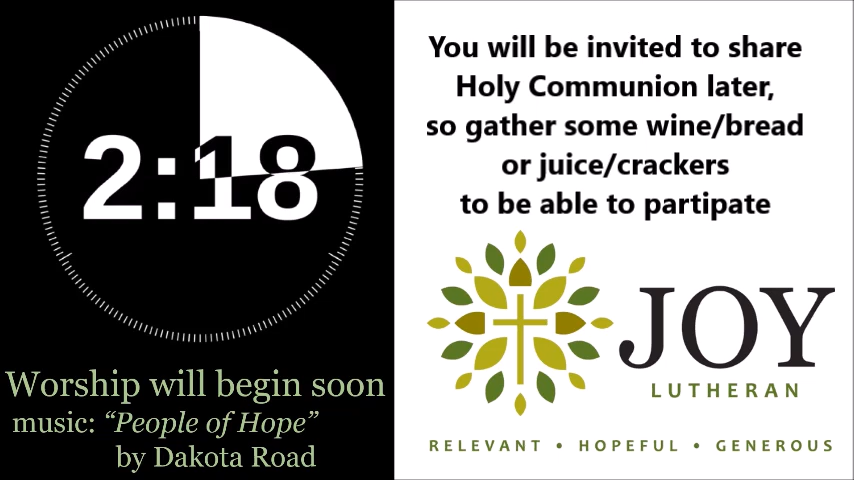 2:18
Worship will begin soon
music: “People of Hope”
by Dakota Road
You will be invited to share
Holy Communion later,
so gather some wine/bread
or juice/crackers
to be able to partipate
JOY
LUTHERAN
RELEVANT • HOPEFUL • GENEROUS